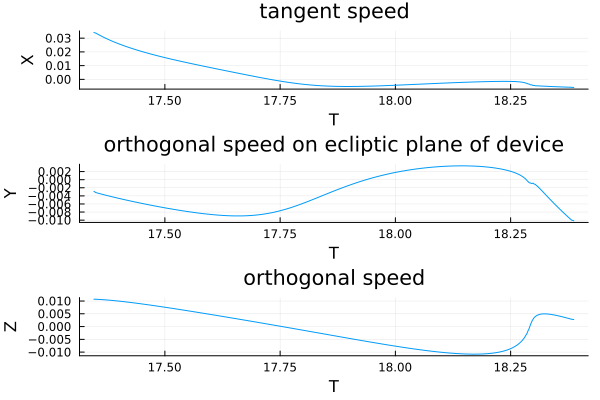 tangent speed
0.03
0.02
0.01
0.00
X
17.50 17.75 18.00 18.25
T
orthogonal speed on ecliptic plane of device
0.002
0.000
−0.002
−0.004
−0.006
−0.008
−0.010
Y
17.50 17.75 18.00 18.25
T
orthogonal speed
0.010
0.005
0.000
−0.005
−0.010
Z
17.50 17.75 18.00 18.25
T